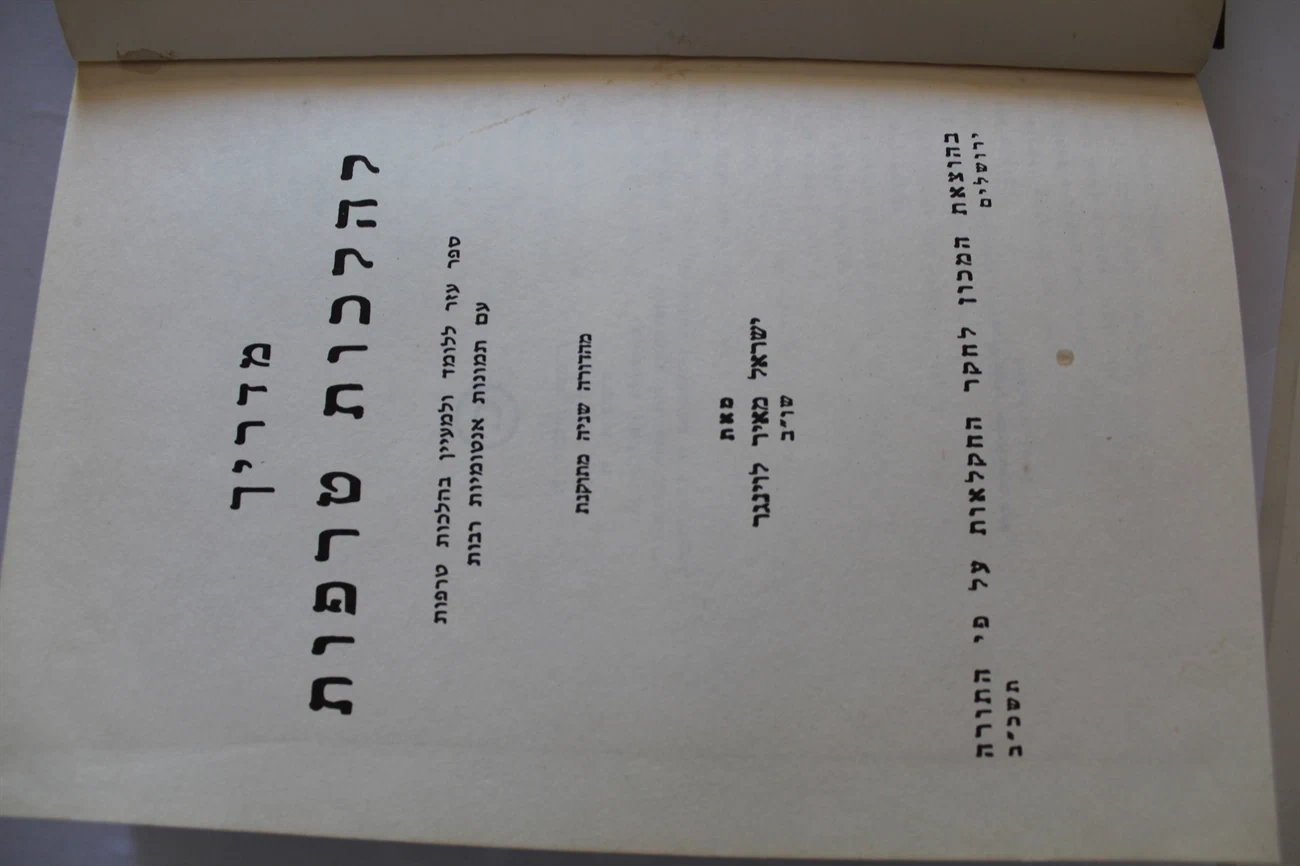 מדריך
להלכות טרפות
ספר עזר ללומד ולמעיין בהלכות טרפות
עם תמונות אנטומיות רבות
מהדורה שניה מתוקנת
מאת
ישראל מאיר לוינגר
שו״ב
בהוצאת המכון לחקר החקלאות על פי התורה
ירושלים תשכ״ב